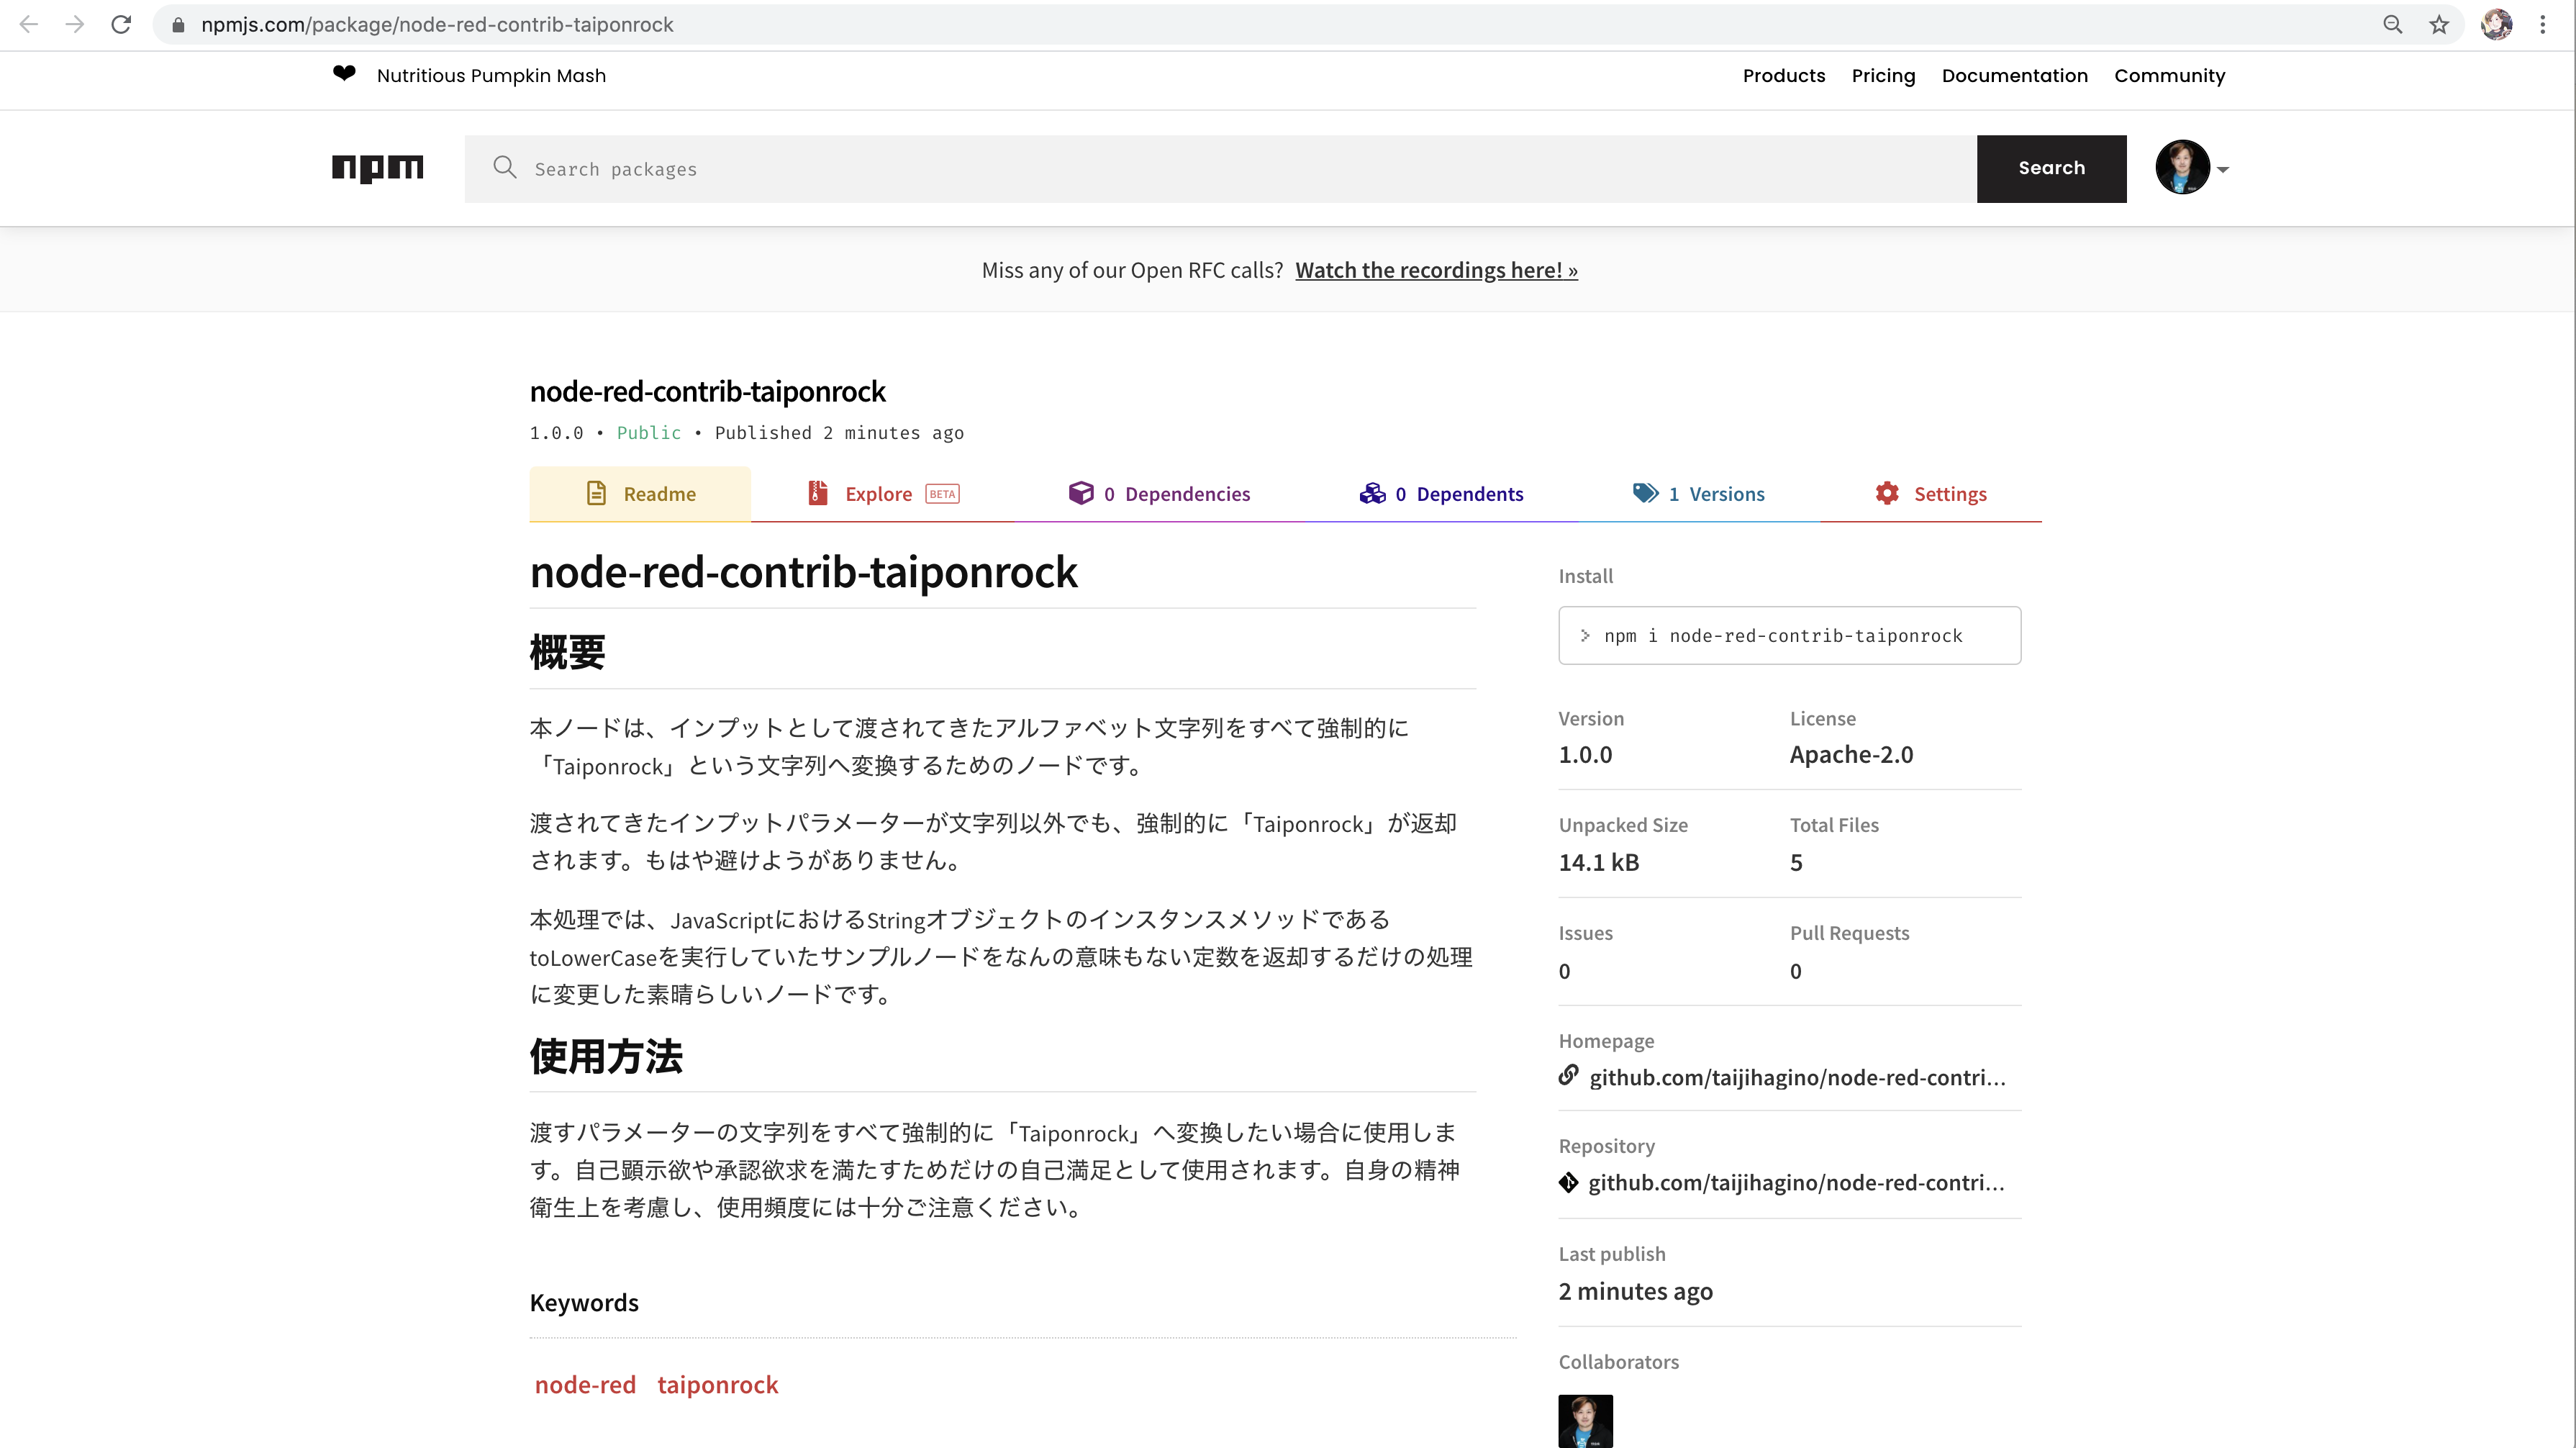 npmjs.com/package/node-red-contrib-taiponrock
❤ Nutritious Pumpkin Mash
Products Pricing Documentation Community
npm
Search packages
Search
Miss any of our Open RFC calls? Watch the recordings here! »
node-red-contrib-taiponrock
1.0.0 • Public • Published 2 minutes ago
Readme
Explore BETA
0 Dependencies
0 Dependents
1 Versions
Settings
node-red-contrib-taiponrock
概要
本ノードは、インプットとして渡されてきたアルファベット文字列をすべて強制的に
「Taiponrock」という文字列へ変換するためのノードです。
渡されてきたインプットパラメーターが文字列以外でも、強制的に「Taiponrock」が返却
されます。もはや避けようがありません。
本処理では、JavaScriptにおけるStringオブジェクトのインスタンスメソッドである
toLowerCaseを実行していたサンプルノードをなんの意味もない定数を返却するだけの処理
に変更した素晴らしいノードです。
使用方法
渡すパラメーターの文字列をすべて強制的に「Taiponrock」へ変換したい場合に使用しま
す。自己顕示欲や承認欲求を満たすためだけの自己満足として使用されます。自身の精神
衛生上を考慮し、使用頻度には十分ご注意ください。
Keywords
node-red taiponrock
Install
> npm i node-red-contrib-taiponrock
Version
1.0.0
License
Apache-2.0
Unpacked Size
14.1 kB
Total Files
5
Issues
0
Pull Requests
0
Homepage
github.com/taijihagino/node-red-contri...
Repository
github.com/taijihagino/node-red-contri...
Last publish
2 minutes ago
Collaborators